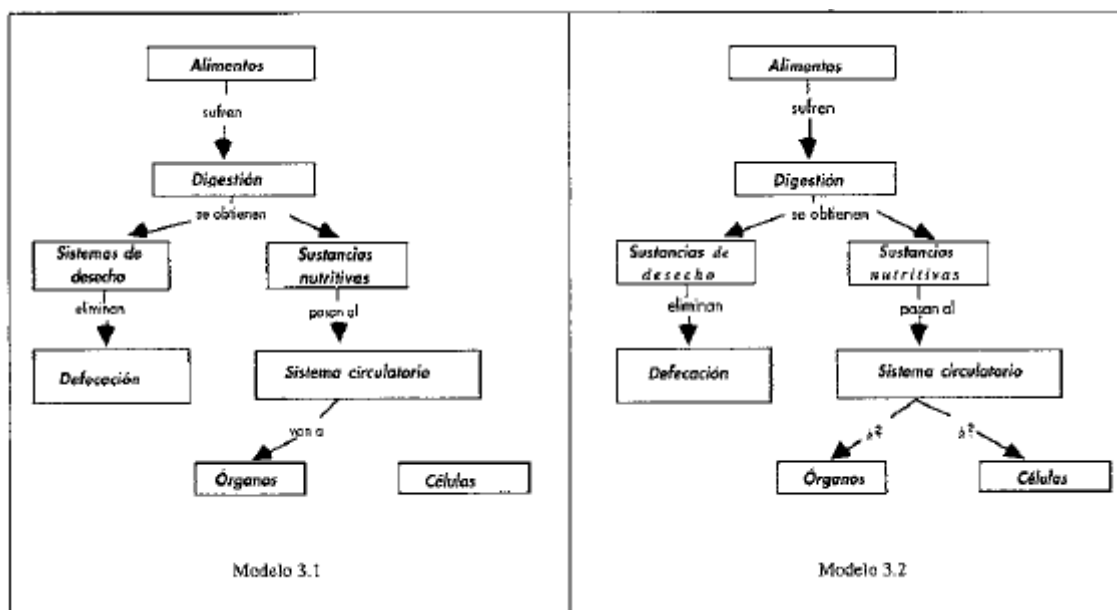 Alimentos
sufren
Digestión
se obtienen
Sistemas de
desecho
Sustancias
nutritivas
eliminan
pasan al
Defecación
Sistema circulatorio
van a
Órganos
Células
Modelo 3.1
Alimentos
sufren
Digestión
se obtienen
Sustancias de
desecho
Sustancias
nutritivas
eliminan
pasan al
Defecación
Sistema circulatorio
¿?
¿?
Órganos
Células
Modelo 3.2